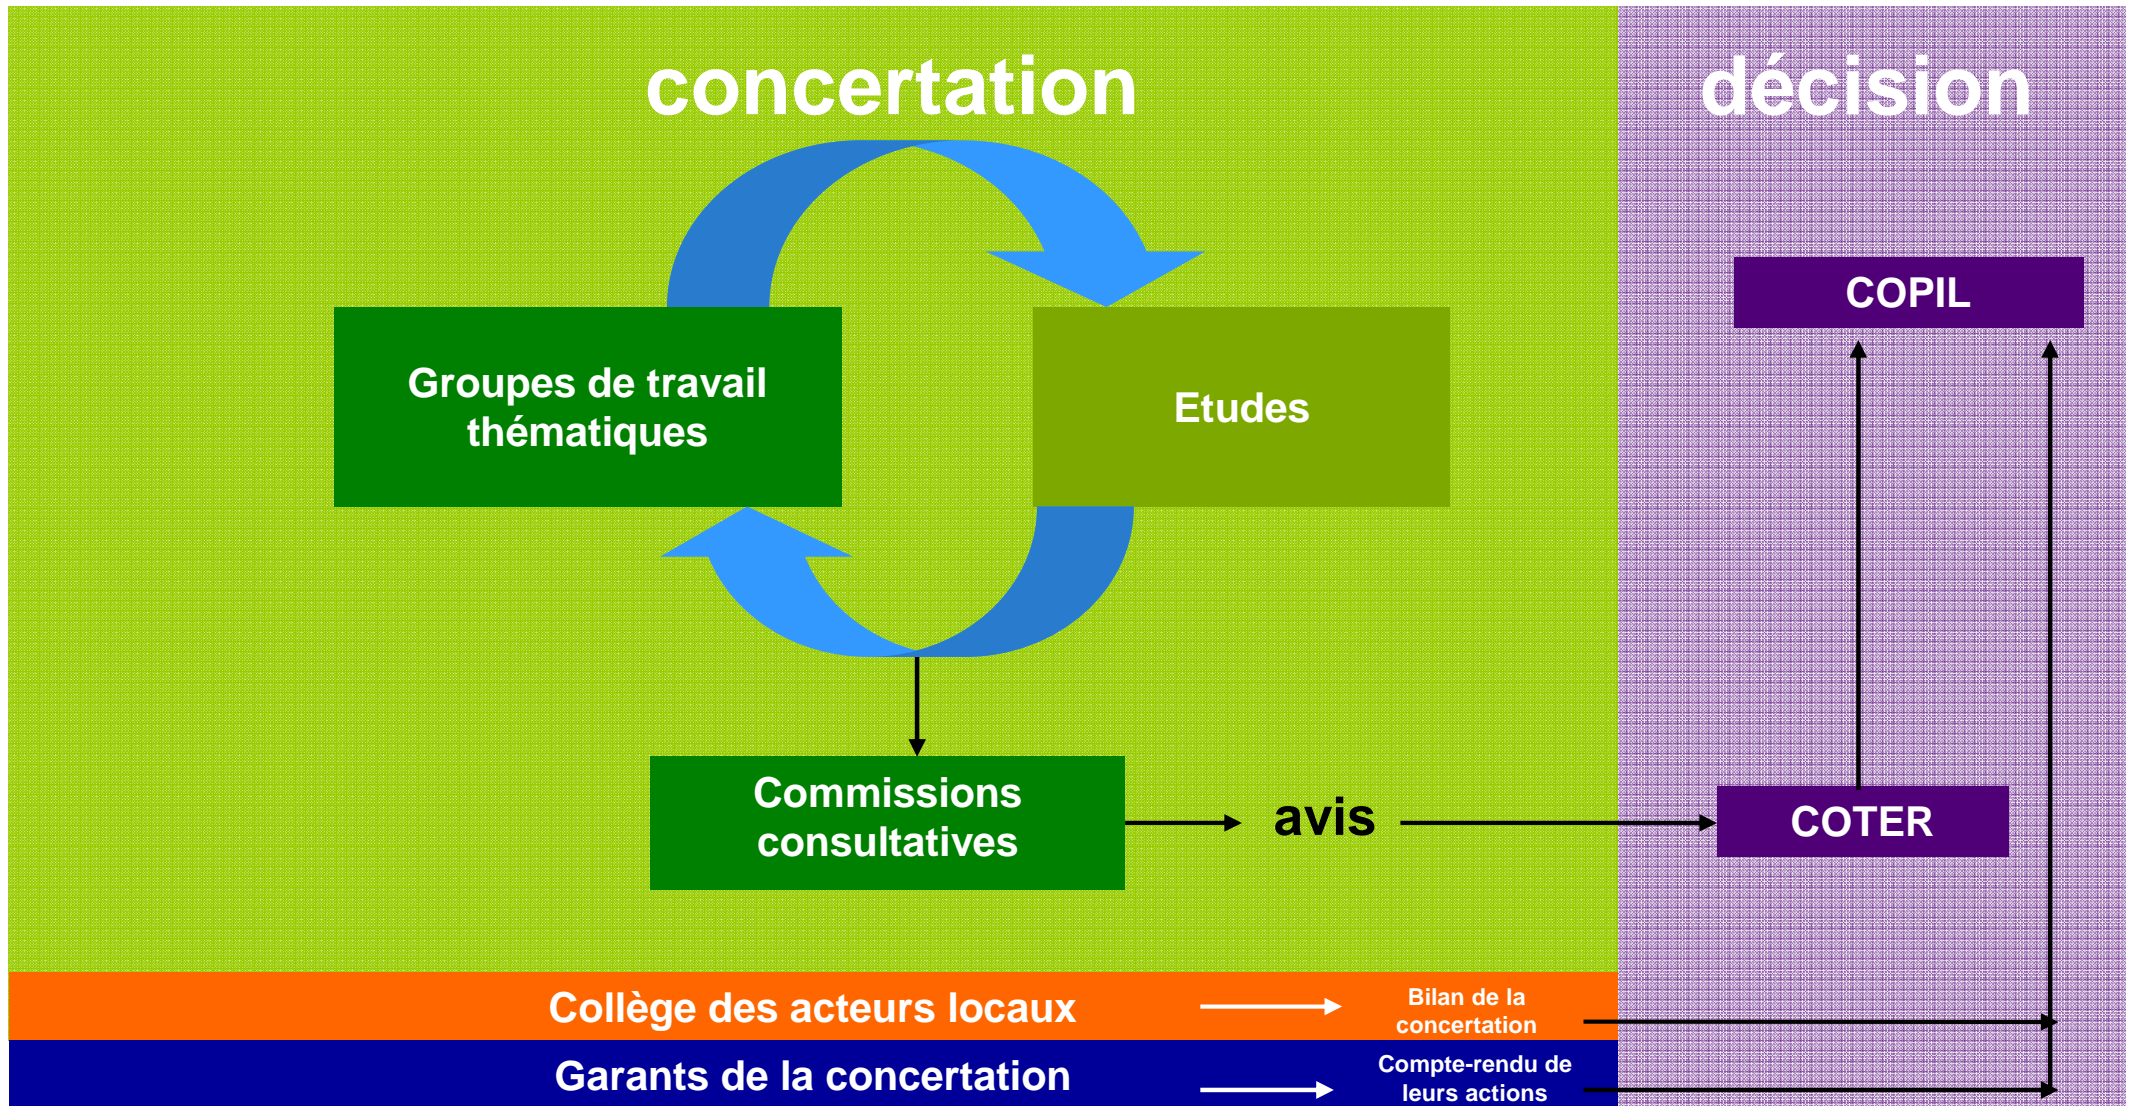 concertation
décision
COPIL
Groupes de travail
thématiques
Etudes
Commissions
consultatives
avis
COTER
Collège des acteurs locaux
Bilan de la
concertation
Garants de la concertation
Compte-rendu de
leurs actions